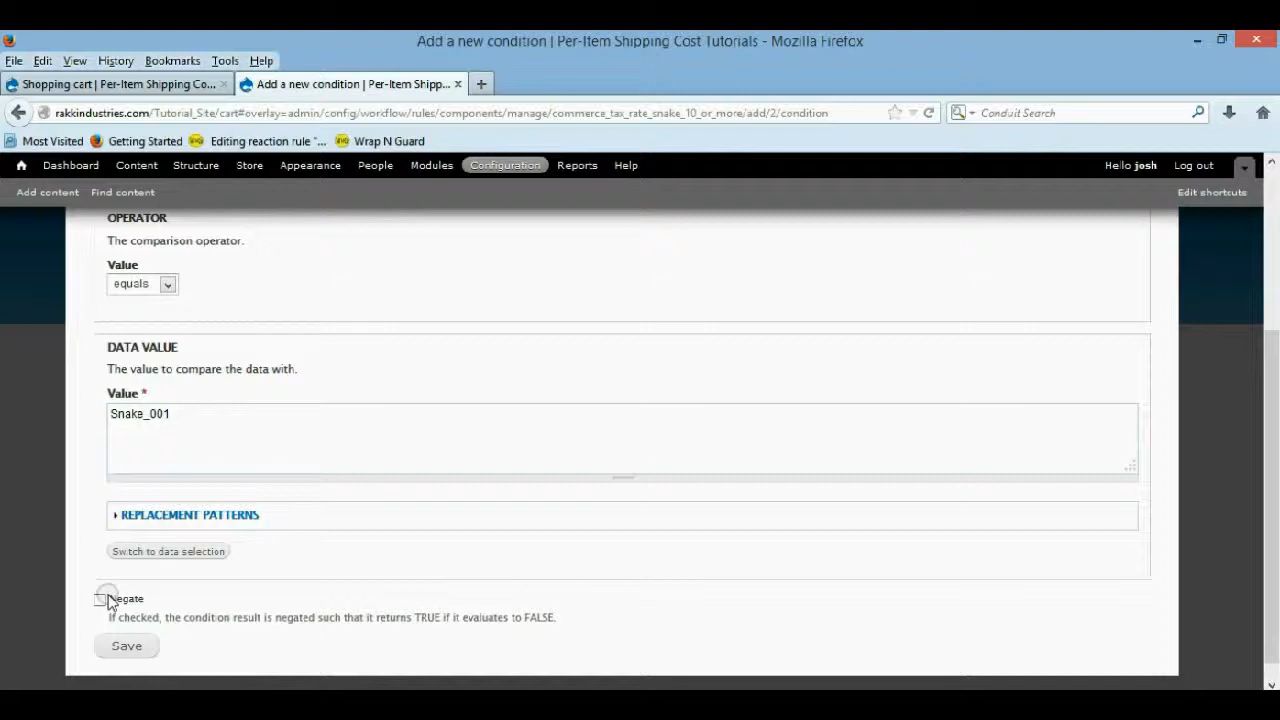 Add a new condition | Per-Item Shipping Cost Tutorials - Mozilla Firefox
File Edit View History Bookmarks Tools Help
Shopping cart | Per-Item Shipping Co... Add a new condition | Per-Item Shipp...
rakkindustries.com/Tutorial_Site/cart#overlay=admin/config/workflow/rules/components/manage/commerce_tax_rate_snake_10_or_more/add/2/condition Conduit Search
Most Visited Getting Started Editing reaction rule "... Wrap N Guard
Dashboard Content Structure Store Appearance People Modules Configuration Reports Help Hello josh Log out
Add content Find content Edit shortcuts
OPERATOR
The comparison operator.
Value
equals
DATA VALUE
The value to compare the data with.
Value *
Snake_001
REPLACEMENT PATTERNS
Switch to data selection
Negate
If checked, the condition result is negated such that it returns TRUE if it evaluates to FALSE.
Save